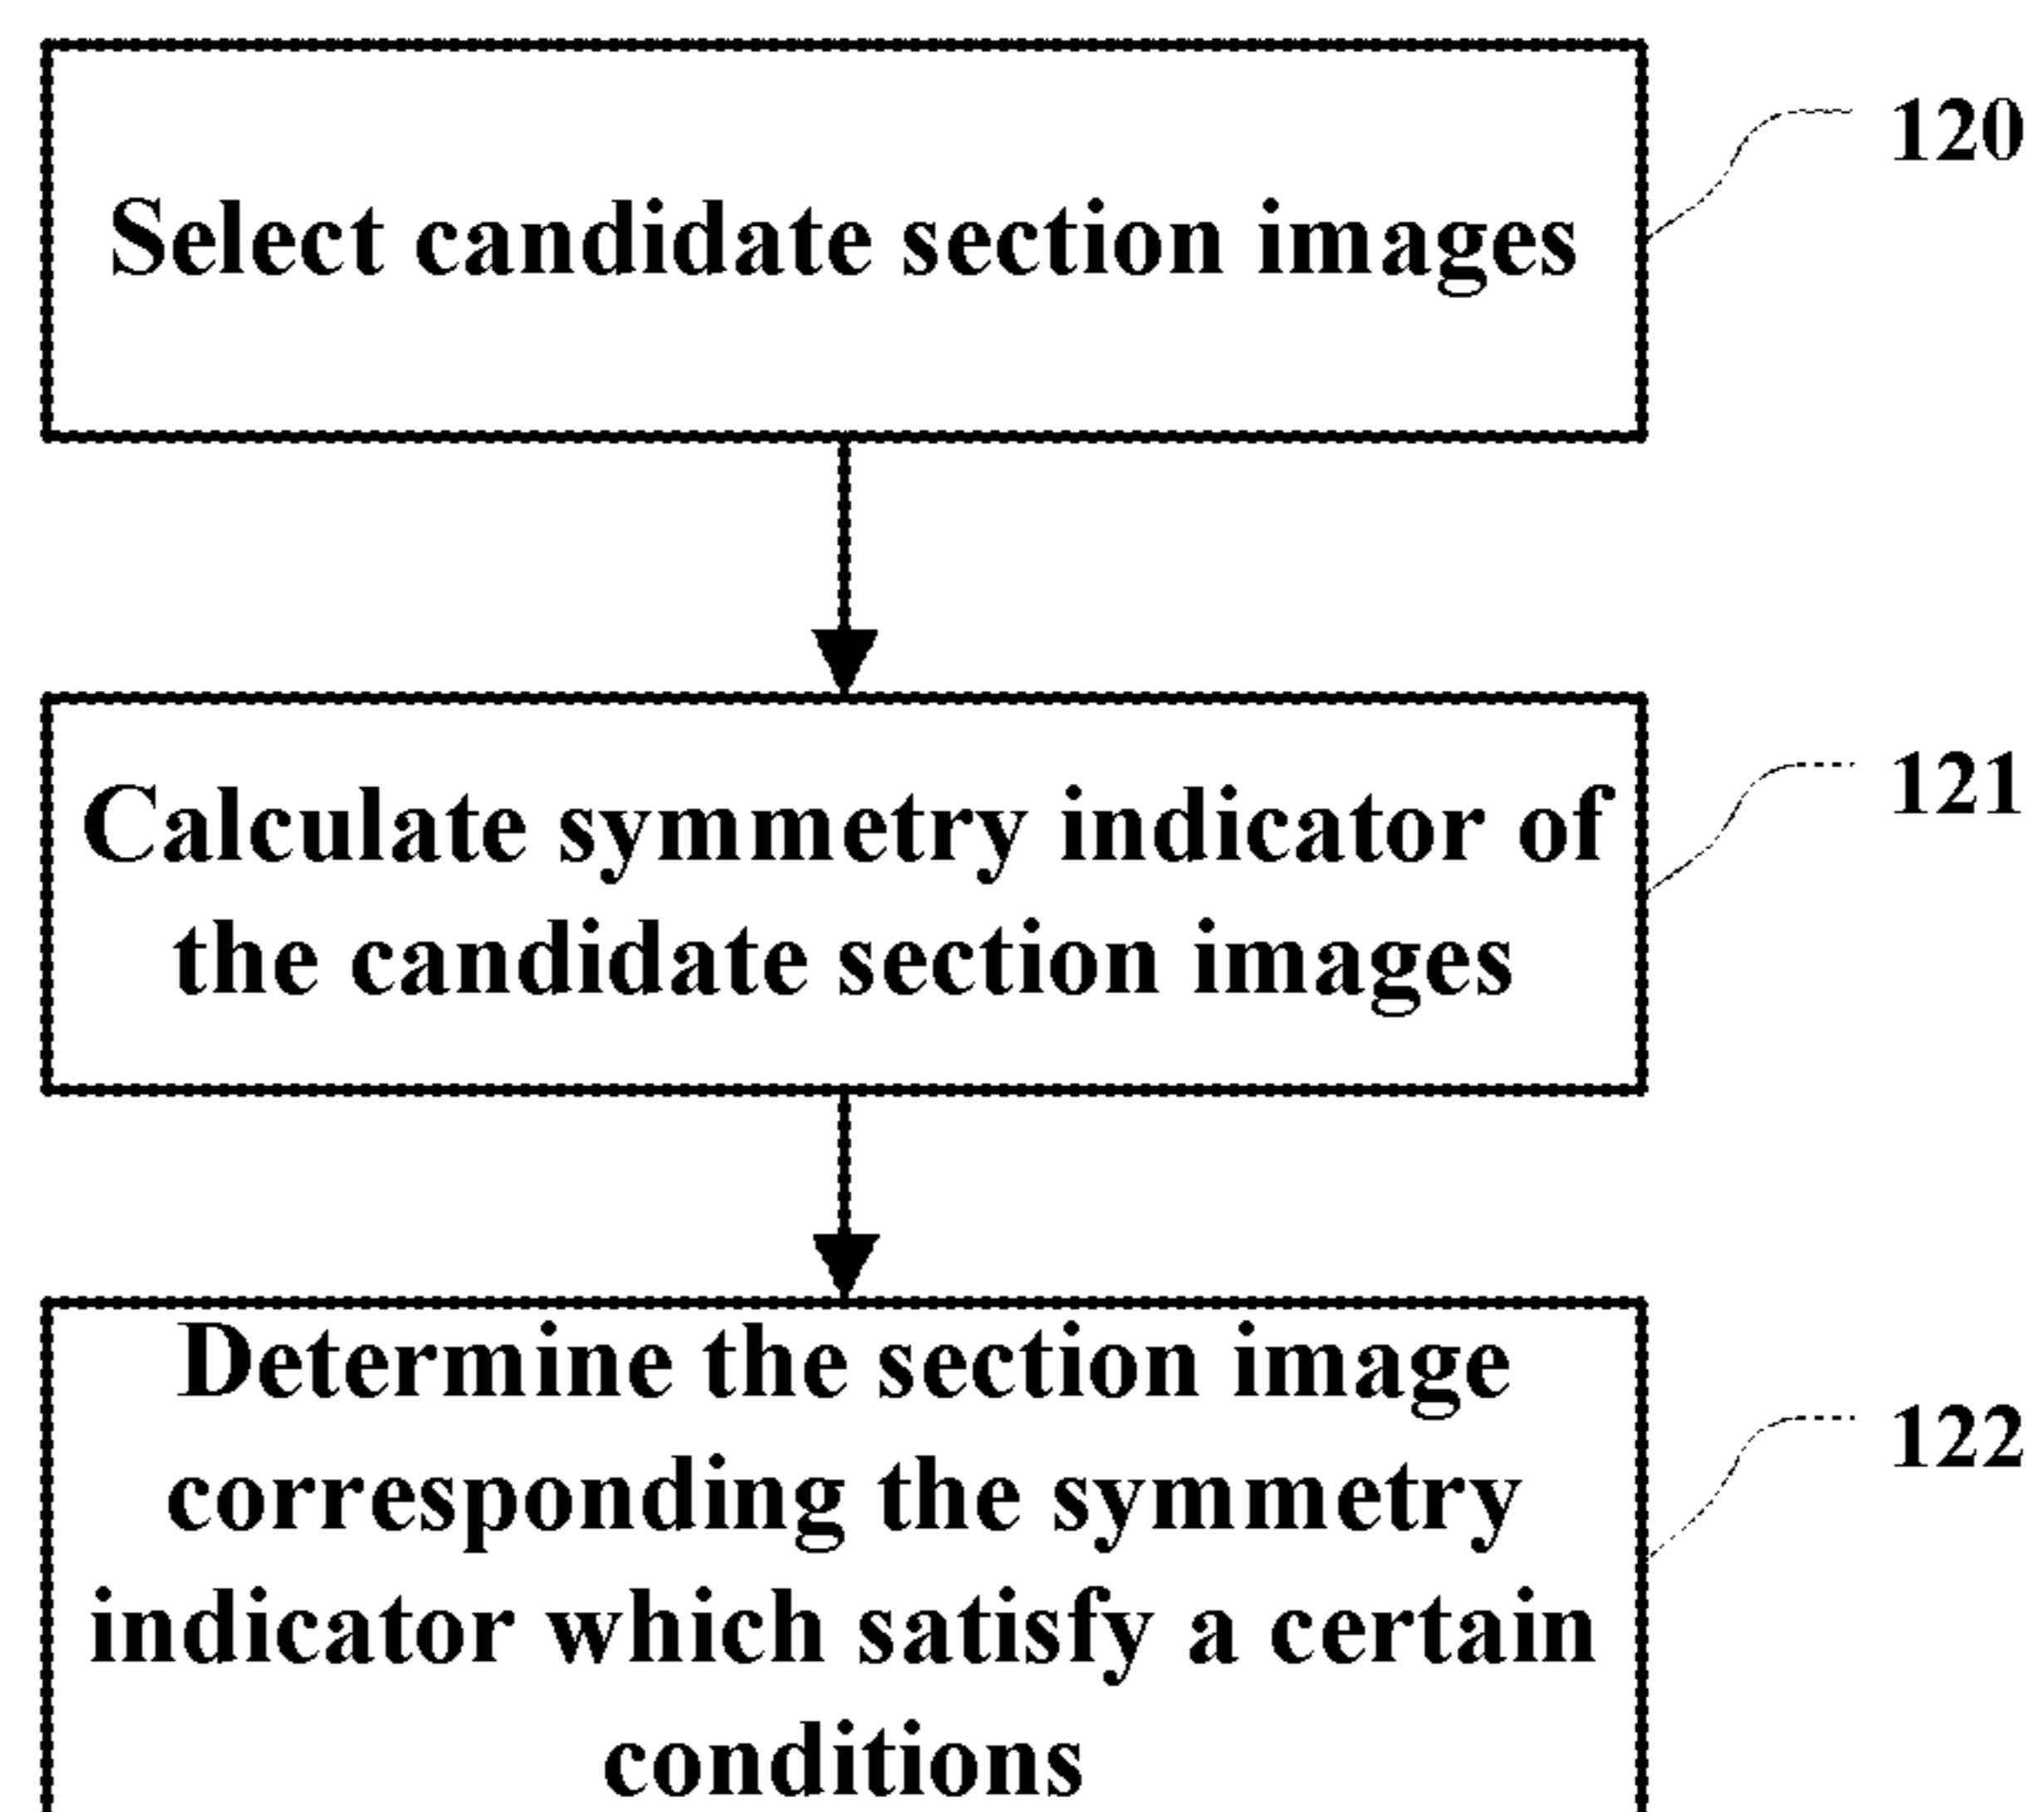 Select candidate section images
120
Calculate symmetry indicator of
the candidate section images
121
Determine the section image
corresponding the symmetry
indicator which satisfy a certain
conditions
122